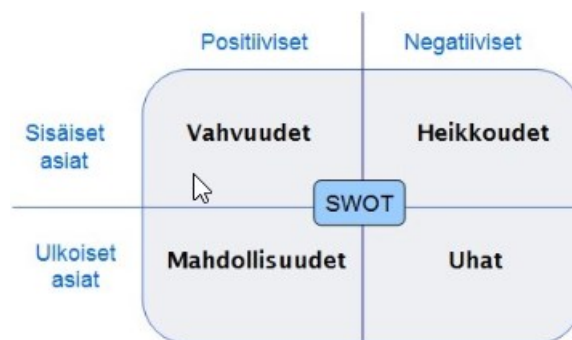 Positiiviset Negatiiviset
Sisäiset
asiat
Vahvuudet Heikkoudet
SWOT
Ulkoiset
asiat
Mahdollisuudet Uhat